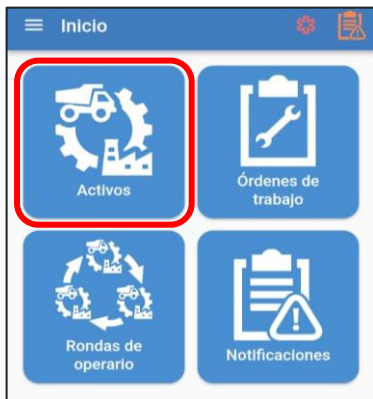 Inicio
Activos
Órdenes de
trabajo
Rondas de
operario
Notificaciones